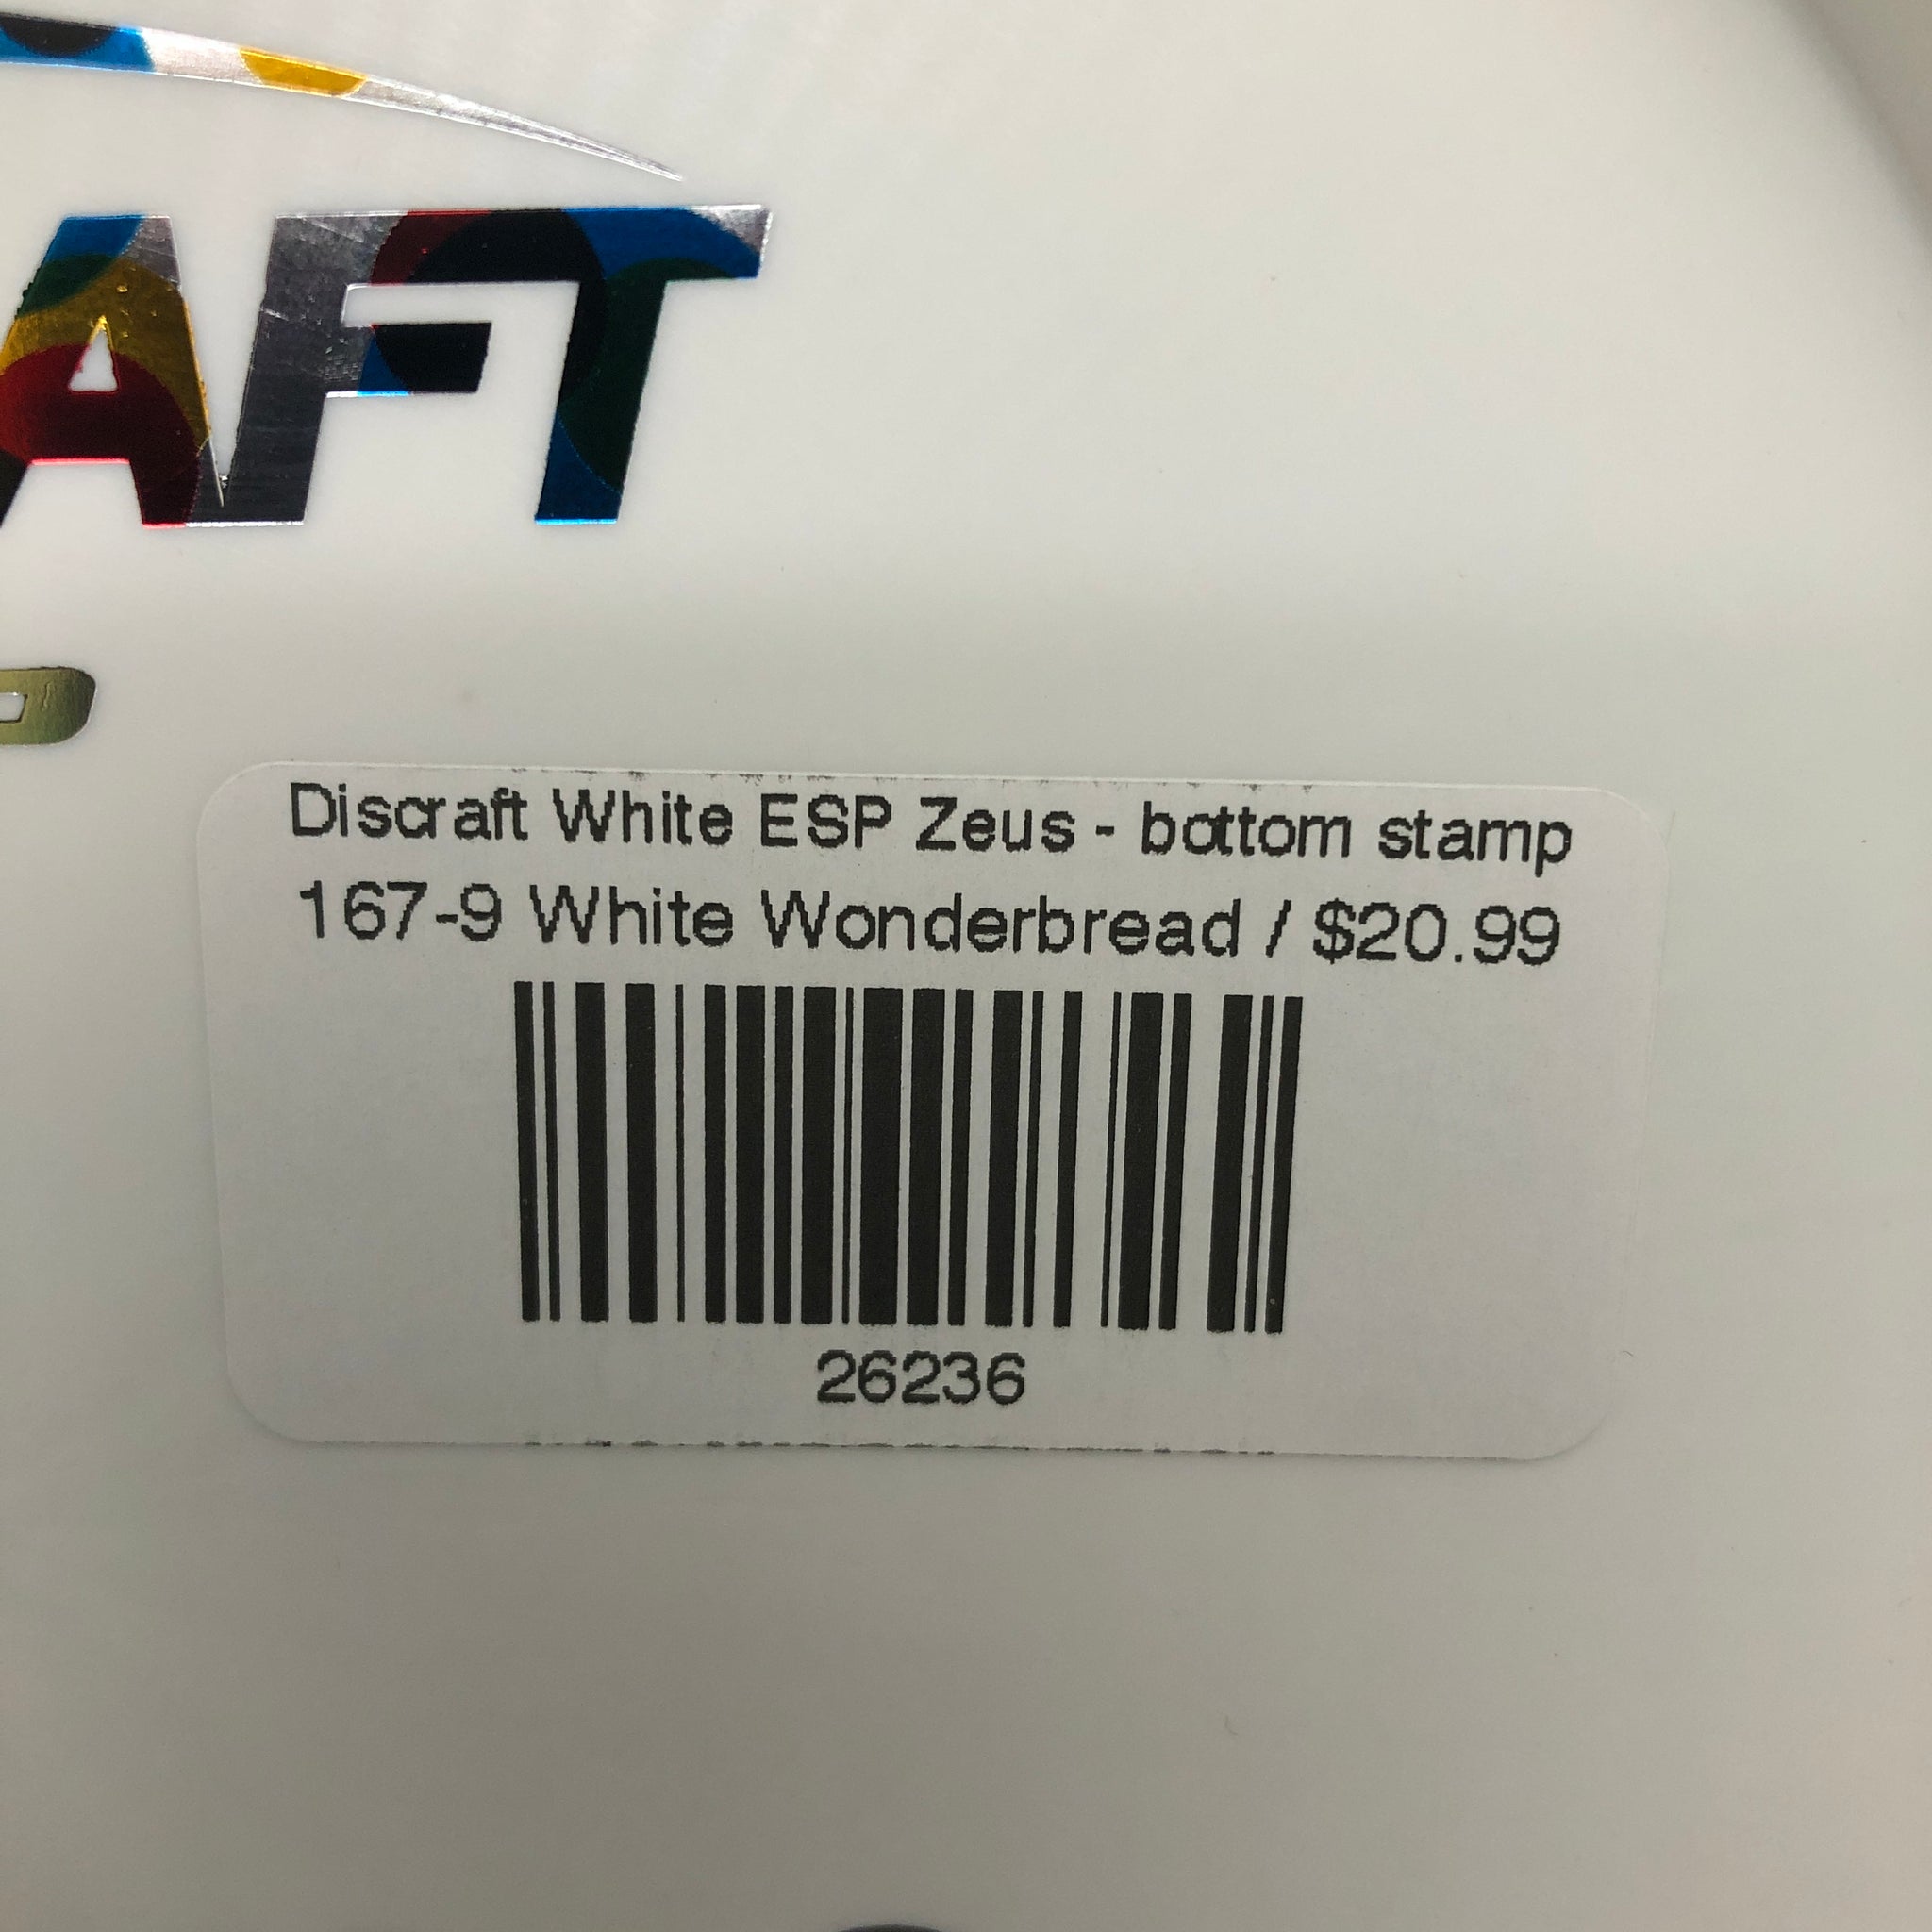 AFT
Discraft White ESP Zeus - bottom stamp
167-9 White Wonderbread / $20.99
26236